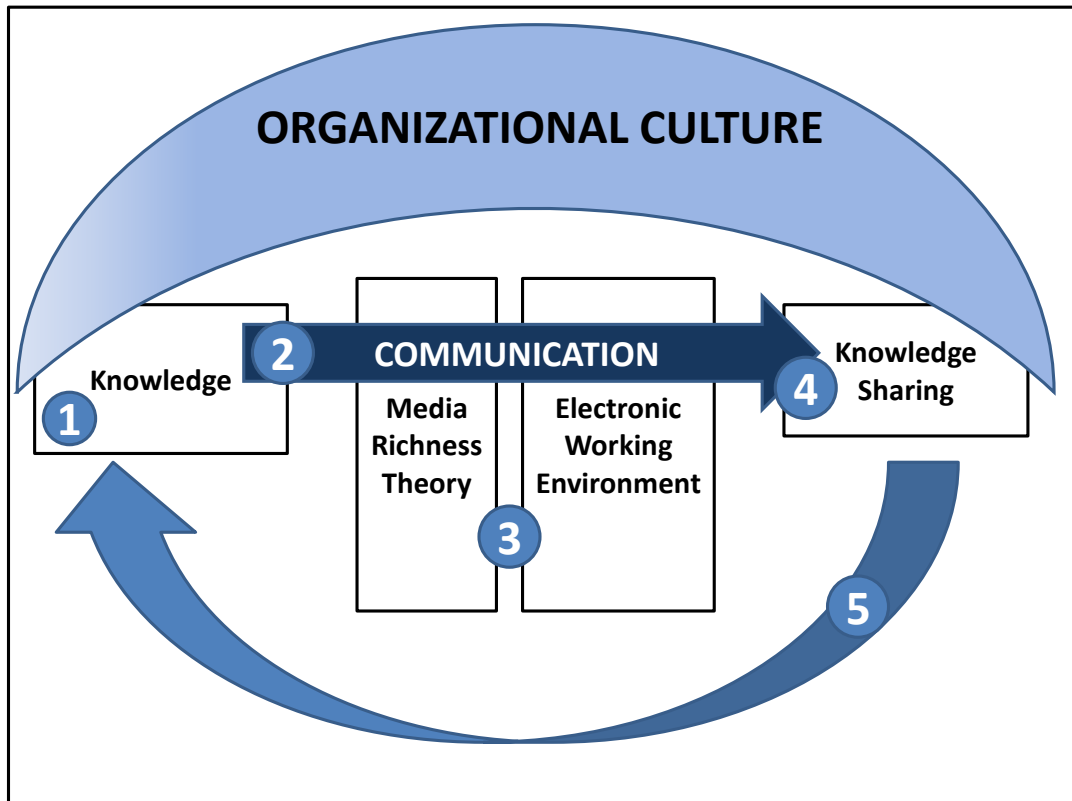 ORGANIZATIONAL CULTURE
1
Knowledge
2
COMMUNICATION
Media
Richness
Theory
3
Electronic
Working
Environment
4
Knowledge
Sharing
5